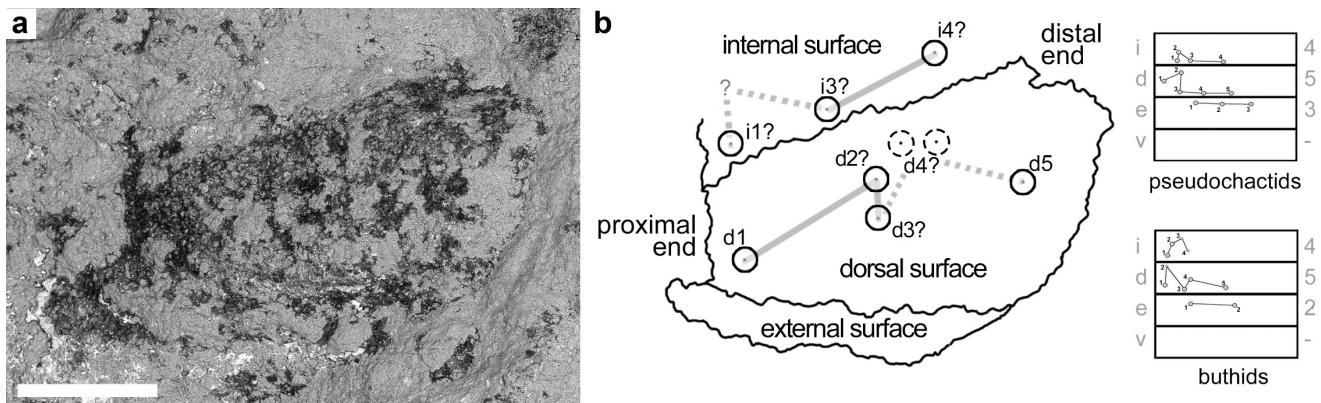 a
b
internal surface
i4?
distal
end
?
i3?
i1?
d2?
d4?
d5
proximal
end
d1
d3?
dorsal surface
external surface
i
2
1
3
4
4
d
1
2
3
4
5
5
e
1
2
3
3
v
-
pseudochactids
i
1
2
3
4
4
d
1
2
3
4
5
5
e
1
2
2
v
-
buthids